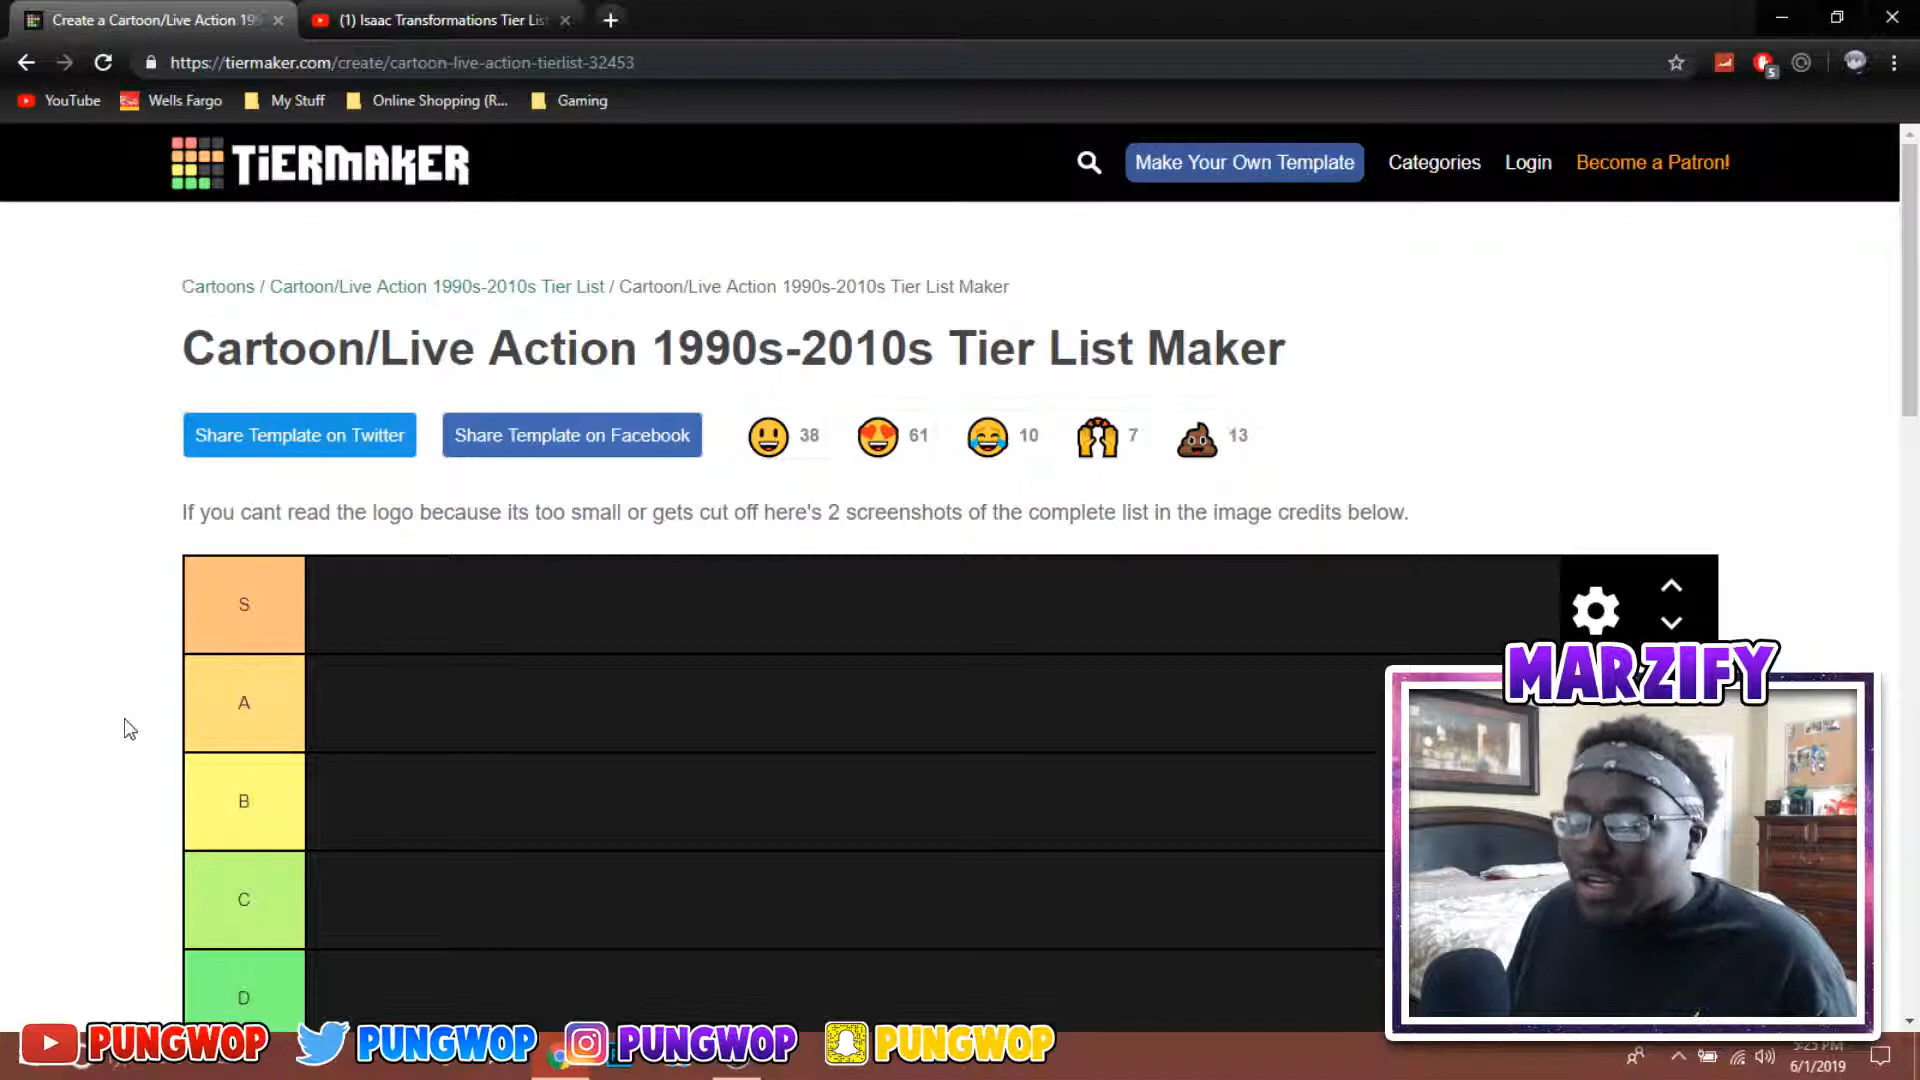 Create a Cartoon/Live Action 19
(1) Isaac Transformations Tier Lis
https://tiermaker.com/create/cartoon-live-action-tierlist-32453
5
YouTube Wells Fargo My Stuff Online Shopping (R... Gaming
TiERMAKER
Make Your Own Template Categories Login Become a Patron!
Cartoons / Cartoon/Live Action 1990s-2010s Tier List / Cartoon/Live Action 1990s-2010s Tier List Maker
Cartoon/Live Action 1990s-2010s Tier List Maker
Share Template on Twitter Share Template on Facebook 38 61 10 7 13
If you cant read the logo because its too small or gets cut off here's 2 screenshots of the complete list in the image credits below.
S
A
B
C
D
MARZIFY
PUNGWOP PUNGWOP PUNGWOP PUNGWOP
5:25 PM
6/1/2019